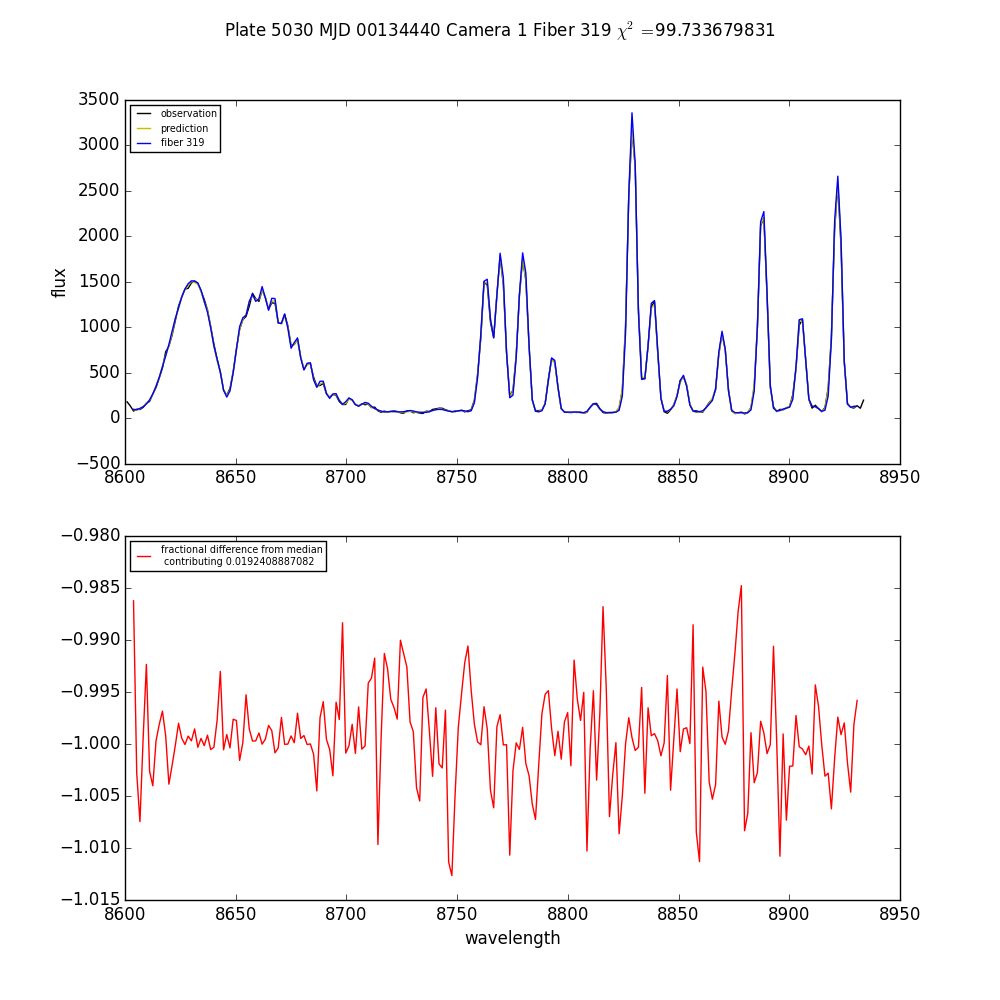 Plate 5030 MJD 00134440 Camera 1 Fiber 319 χ² =99.733679831
3500
3000
2500
2000
1500
1000
500
0
−500
flux
observation
prediction
fiber 319
8600 8650 8700 8750 8800 8850 8900 8950
−0.980
−0.985
−0.990
−0.995
−1.000
−1.005
−1.010
−1.015
fractional difference from median
contributing 0.0192408887082
8600 8650 8700 8750 8800 8850 8900 8950
wavelength